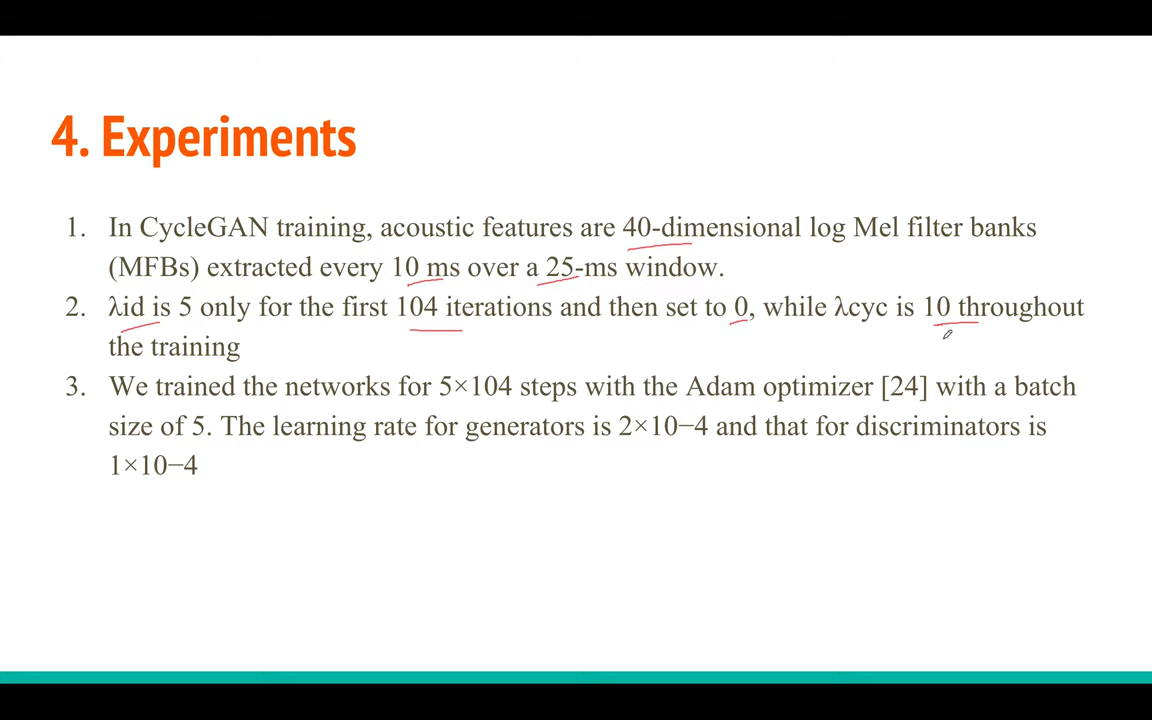 4. Experiments
1. In CycleGAN training, acoustic features are 40-dimensional log Mel filter banks
(MFBs) extracted every 10 ms over a 25-ms window.
2. λid is 5 only for the first 104 iterations and then set to 0, while λcyc is 10 throughout
the training
3. We trained the networks for 5×104 steps with the Adam optimizer [24] with a batch
size of 5. The learning rate for generators is 2×10−4 and that for discriminators is
1×10−4